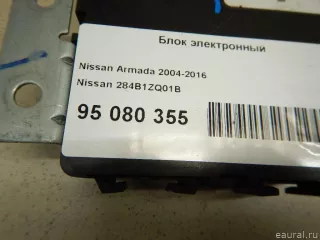 Блок электронный
Nissan Armada 2004-2016
Nissan 284B1ZQ01B
95 080 355
eaural.ru